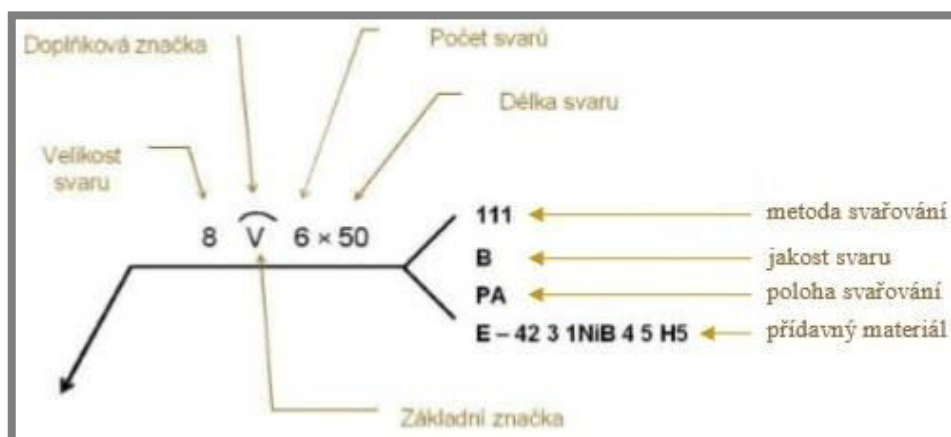 Doplňková značka
Počet svarů
Délka svaru
Velikost
svaru
8 V 6 × 50
111
metoda svařování
B
jakost svaru
PA
poloha svařování
E – 42 3 1NiB 4 5 H5
přídavný materiál
Základní značka